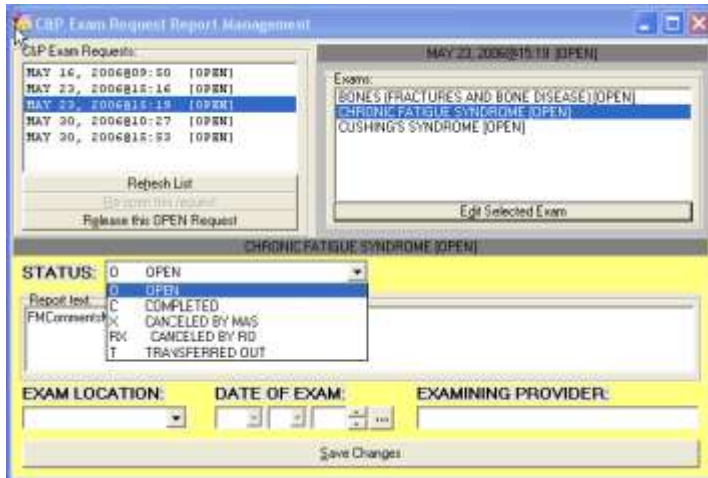 C&P Exam Request Report Management
C&P Exam Requests:
MAY 16, 2006@09:50 [OPEN]
MAY 23, 2006@15:16 [OPEN]
MAY 23, 2006@15:19 [OPEN]
MAY 30, 2006@10:27 [OPEN]
MAY 30, 2006@15:53 [OPEN]
Refresh List
Re-open this request
Release this OPEN Request
MAY 23, 2006@15:19 [OPEN]
Exams:
BONES (FRACTURES AND BONE DISEASE) [OPEN]
CHRONIC FATIGUE SYNDROME [OPEN]
CUSHING'S SYNDROME [OPEN]
Edit Selected Exam
CHRONIC FATIGUE SYNDROME [OPEN]
STATUS: O OPEN
O OPEN
C COMPLETED
X CANCELED BY MAS
RX CANCELED BY RO
T TRANSFERRED OUT
Report text
EXAM LOCATION: DATE OF EXAM: EXAMINING PROVIDER:
...
Save Changes